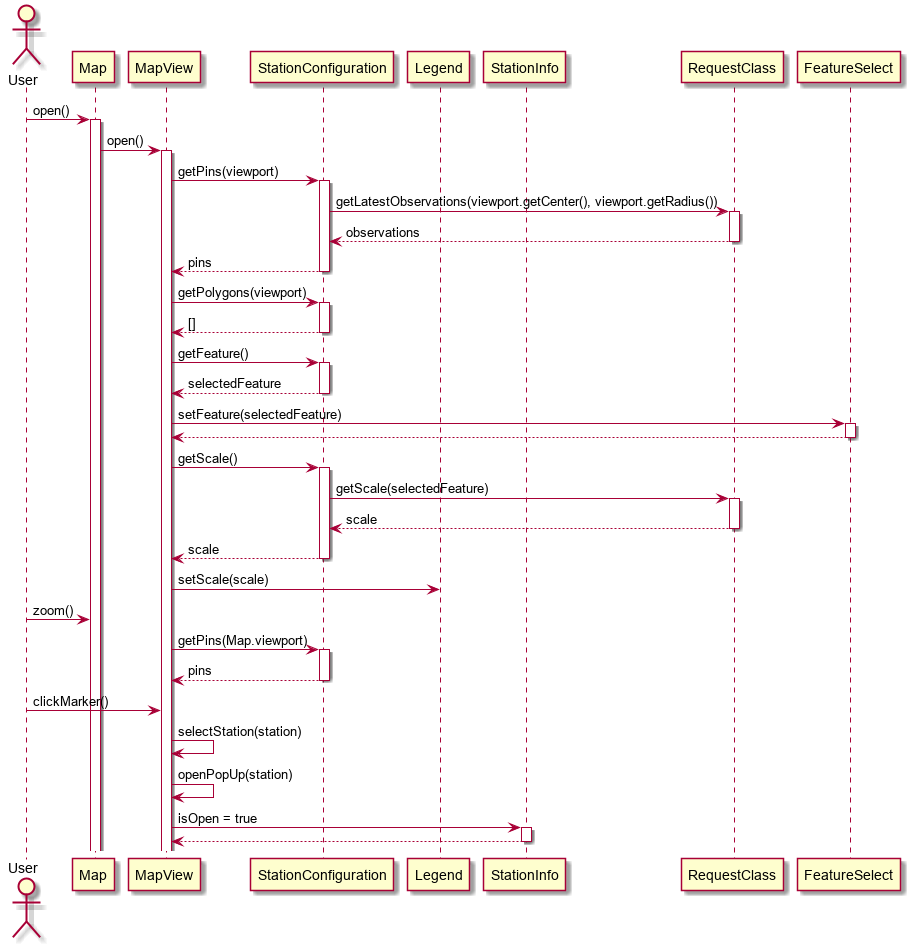 User
Map
MapView
StationConfiguration
Legend
StationInfo
RequestClass
FeatureSelect
open()
open()
getPins(viewport)
getLatestObservations(viewport.getCenter(), viewport.getRadius())
observations
pins
getPolygons(viewport)
[]
getFeature()
selectedFeature
setFeature(selectedFeature)
getScale()
getScale(selectedFeature)
scale
scale
setScale(scale)
zoom()
getPins(Map.viewport)
pins
clickMarker()
selectStation(station)
openPopUp(station)
isOpen = true
User
Map
MapView
StationConfiguration
Legend
StationInfo
RequestClass
FeatureSelect